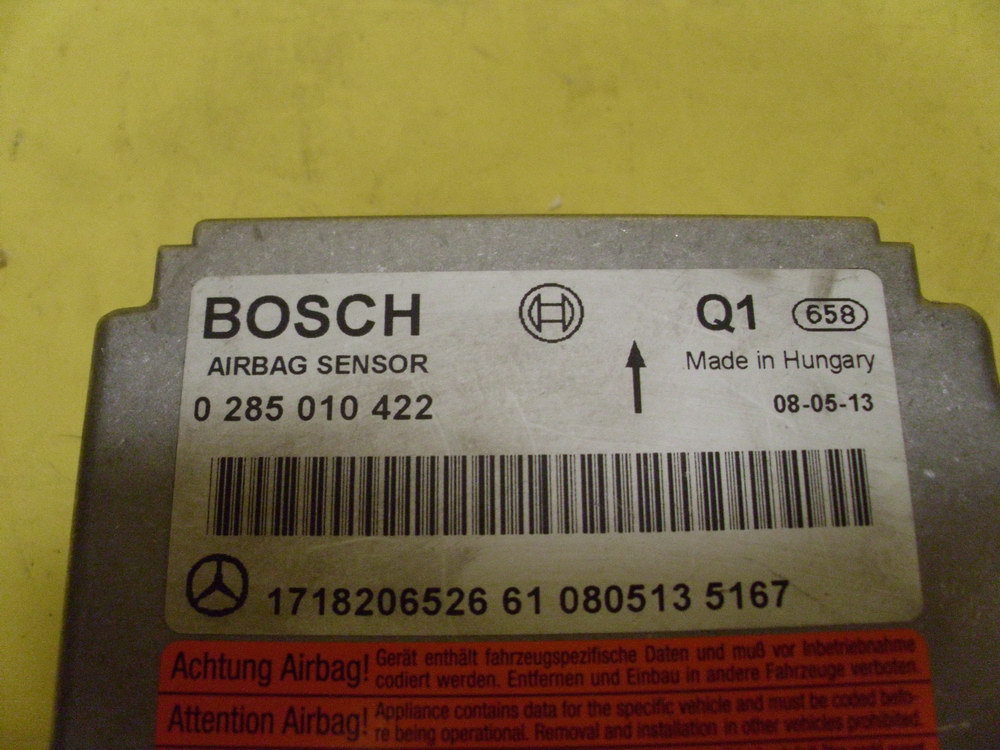 BOSCH
AIRBAG SENSOR
0 285 010 422
Q1 658
Made in Hungary
08-05-13
1718206526 61 080513 5167
Achtung Airbag! Gerät enthält fahrzeugspezifische Daten und muß vor Inbetriebnahme
codiert werden. Entfernen und Einbau in andere Fahrzeuge verboten.
Attention Airbag! Appliance contains data for the specific vehicle and must be coded befo-
re being operational. Removal and installation in other vehicles prohibited.